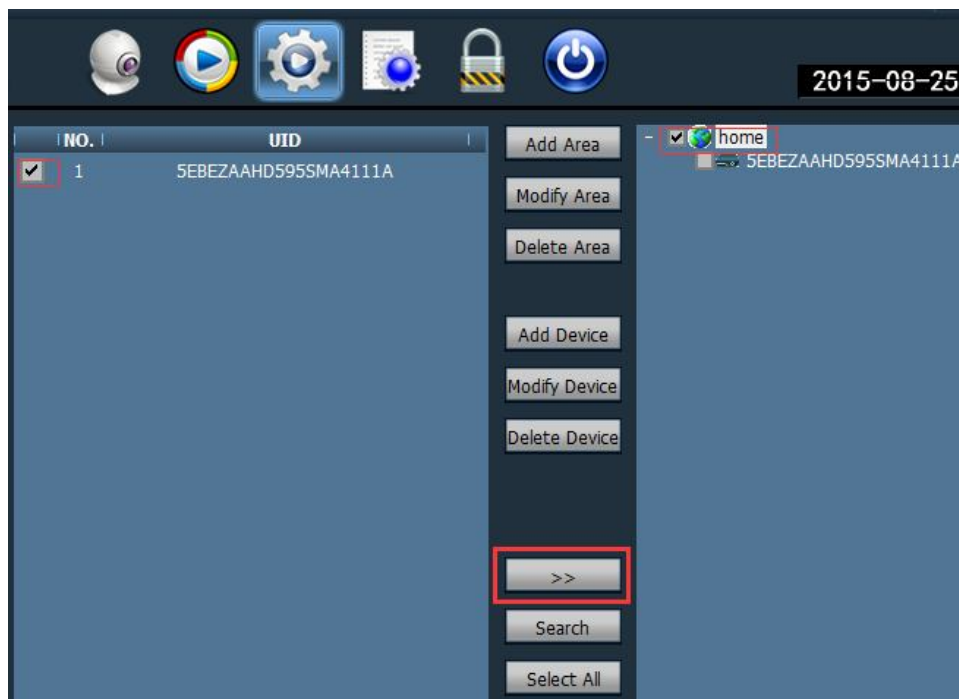 2015-08-25
NO. UID
1 5EBEZAAHD595SMA4111A
Add Area
Modify Area
Delete Area
Add Device
Modify Device
Delete Device
>>
Search
Select All
home
5EBEZAAHD595SMA4111A